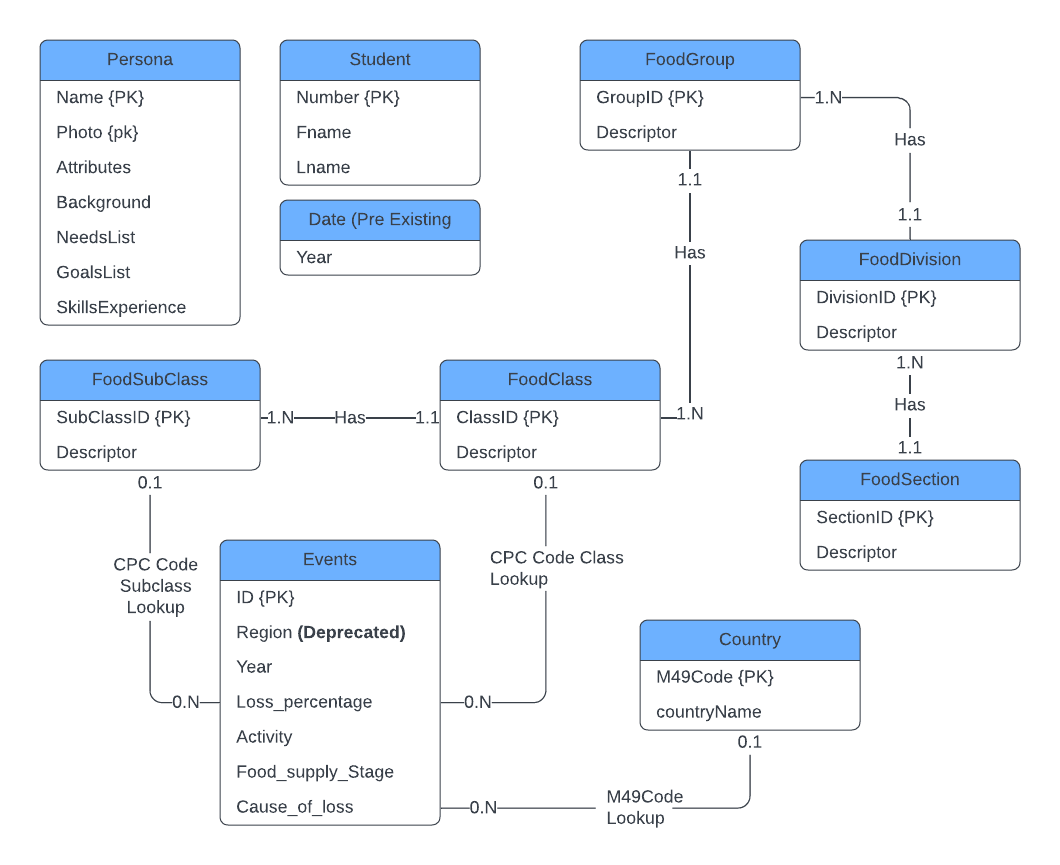 Persona
Name {PK}
Photo {pk}
Attributes
Background
NeedsList
GoalsList
SkillsExperience
Student
Number {PK}
Fname
Lname
Date (Pre Existing
Year
FoodGroup
GroupID {PK}
Descriptor
1.N
Has
1.1
1.1
Has
1.N
FoodDivision
DivisionID {PK}
Descriptor
1.N
Has
1.1
FoodSection
SectionID {PK}
Descriptor
FoodSubClass
SubClassID {PK}
Descriptor
1.N
Has
1.1
FoodClass
ClassID {PK}
Descriptor
0.1
CPC Code
Subclass
Lookup
0.N
0.1
CPC Code Class
Lookup
0.N
Events
ID {PK}
Region (Deprecated)
Year
Loss_percentage
Activity
Food_supply_Stage
Cause_of_loss
Country
M49Code {PK}
countryName
0.1
M49Code
Lookup
0.N